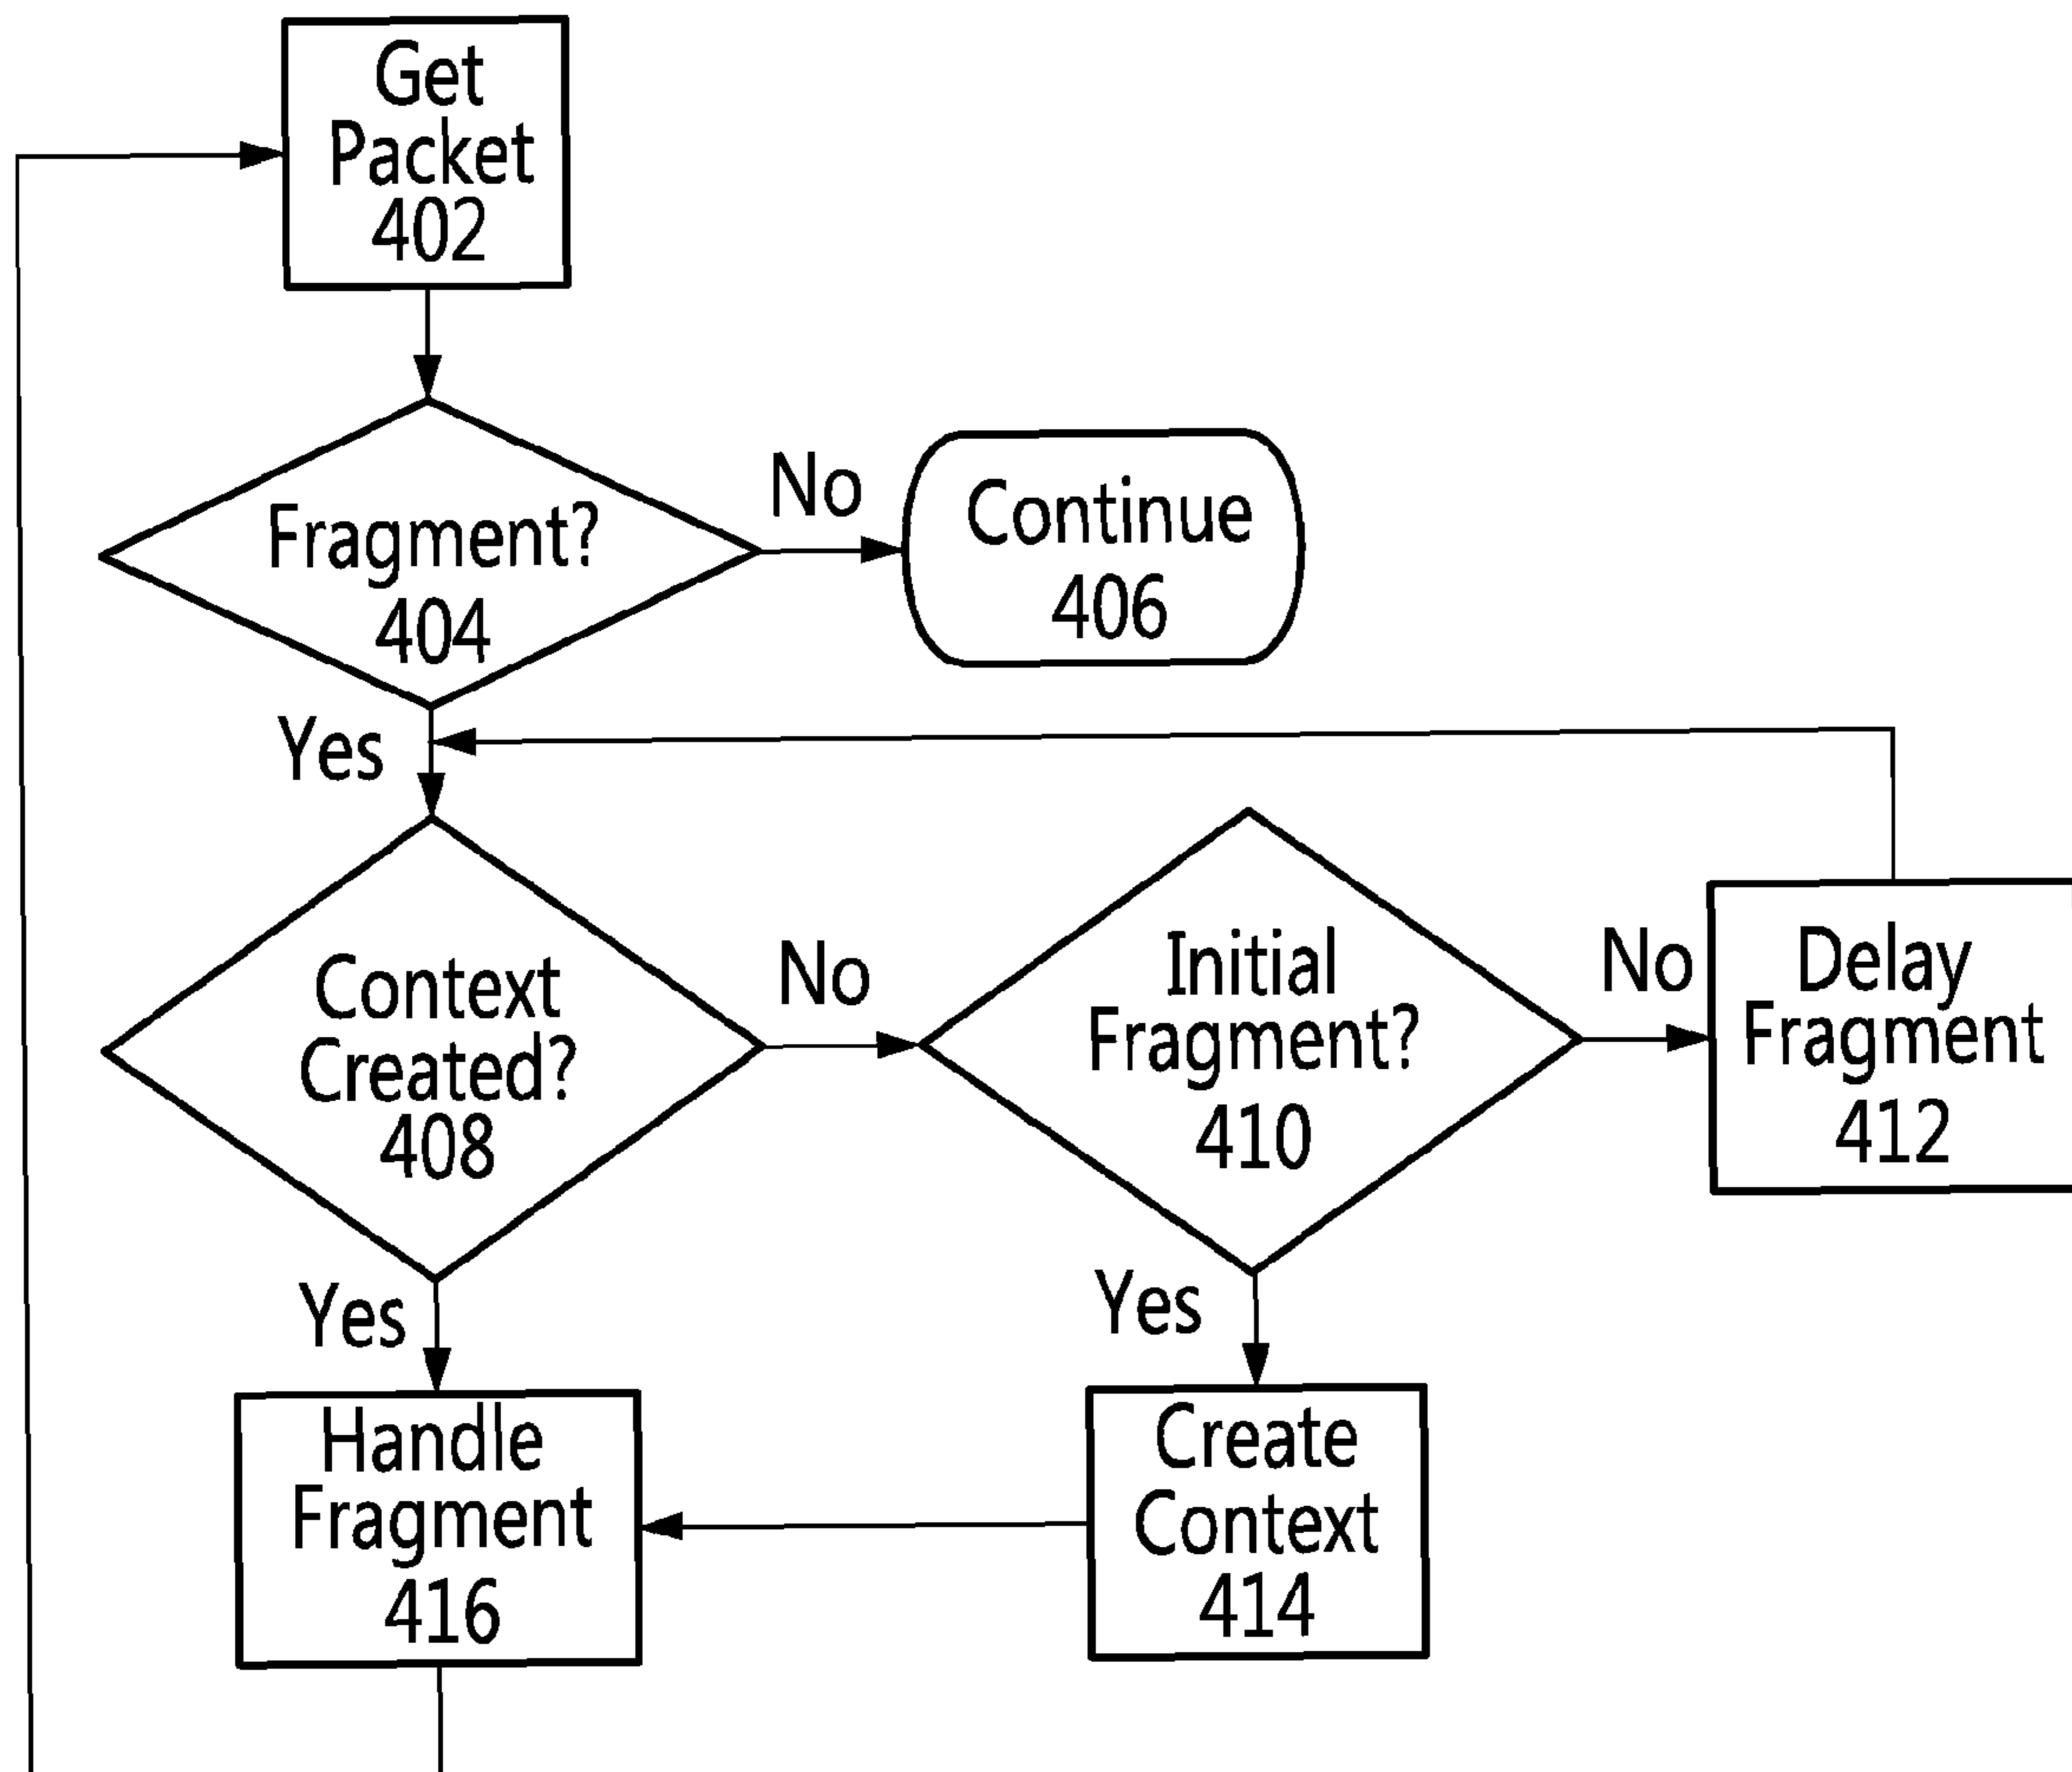 Get
Packet
402
Fragment?
404
No
Continue
406
Yes
Context
Created?
408
No
Initial
Fragment?
410
No
Delay
Fragment
412
Yes
Yes
Handle
Fragment
416
Create
Context
414